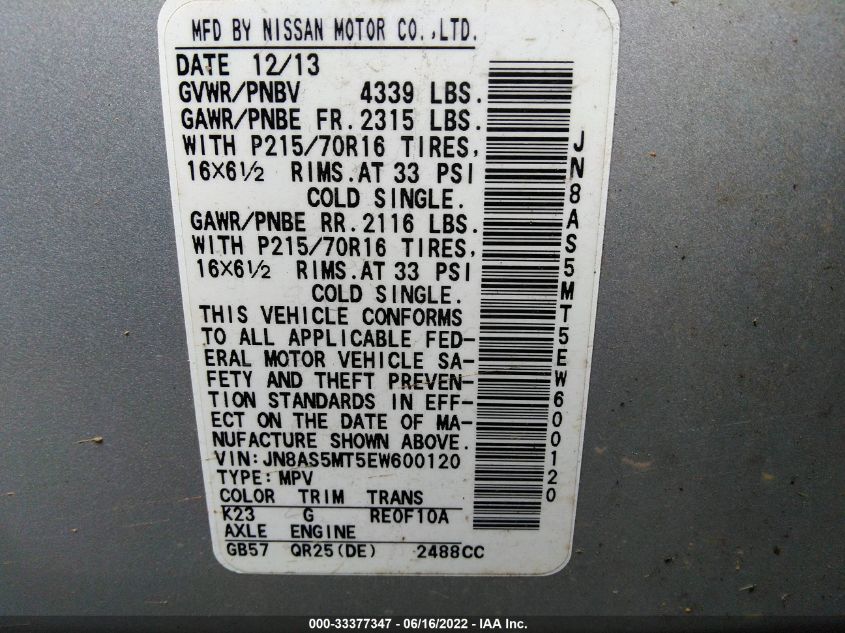 MFD BY NISSAN MOTOR CO.,LTD.
DATE 12/13
GVWR/PNBV 4339 LBS.
GAWR/PNBE FR.2315 LBS.
WITH P215/70R16 TIRES,
16X6½ RIMS.AT 33 PSI
COLD SINGLE.
GAWR/PNBE RR.2116 LBS.
WITH P215/70R16 TIRES,
16X6½ RIMS.AT 33 PSI
COLD SINGLE.
THIS VEHICLE CONFORMS
TO ALL APPLICABLE FED-
ERAL MOTOR VEHICLE SA-
FETY AND THEFT PREVEN-
TION STANDARDS IN EFF-
ECT ON THE DATE OF MA-
NUFACTURE SHOWN ABOVE.
VIN:JN8AS5MT5EW600120
TYPE:MPV
COLOR TRIM TRANS
K23 G RE0F10A
AXLE ENGINE
GB57 QR25(DE) 2488CC
JN8AS5MT5EW600120
000-33377347 - 06/16/2022 - IAA Inc.